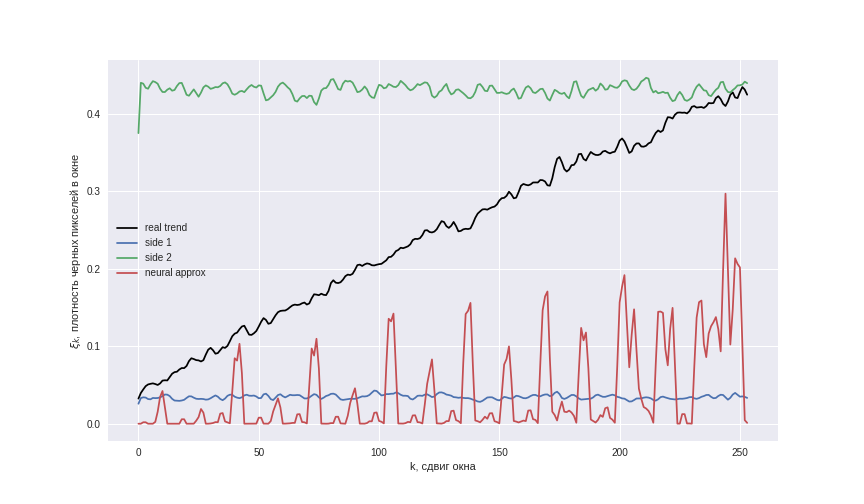 0.4
0.3
0.2
0.1
0.0
ξk, плотность черных пикселей в окне
real trend
side 1
side 2
neural approx
0 50 100 150 200 250
k, сдвиг окна